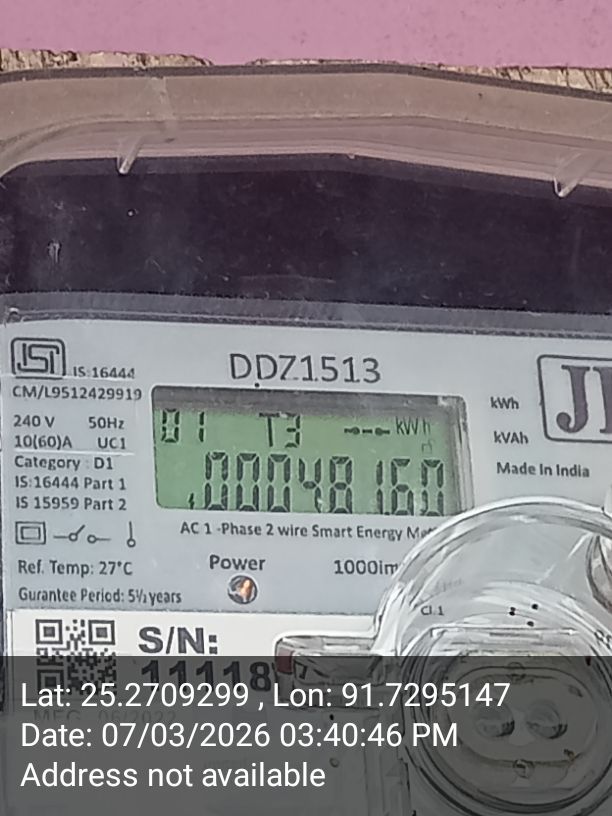 IS:16444
CM/L9512429919
DDZ1513
240 V 50Hz
10(60)A UC1
Category : D1
IS:16444 Part 1
IS 15959 Part 2
01 T3 kWh
00048160
kWh
kVAh
Made In India
AC 1 -Phase 2 wire Smart Energy
Ref. Temp: 27°C
Power
1000im
Gurantee Period: 5½ years
S/N:
11118
Lat: 25.2709299 , Lon: 91.7295147
Date: 07/03/2026 03:40:46 PM
Address not available